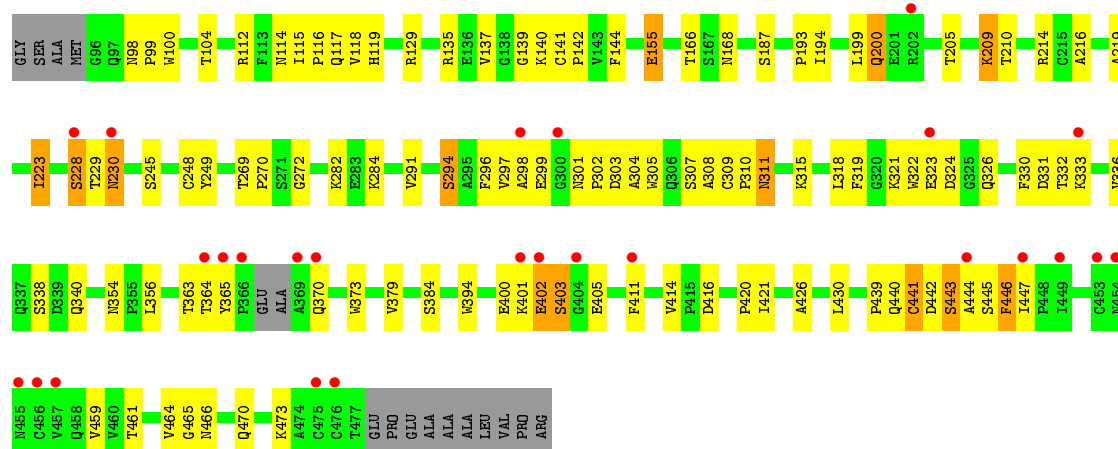 GLY SER ALA MET G96 Q97 N98 P99 W100 T104 R112 F113 N114 I115 P116 Q117 V118 H119 R129 R135 E136 V137 G138 G139 K140 C141 P142 V143 F144 E155 T166 S167 N168 S187 P193 I194 L199 Q200 E201 R202 T205 K209 T210 R214 C215 A216 A219
I223 S228 T229 N230 S245 C248 Y249 T269 P270 S271 G272 K282 E283 K284 V291 S294 A295 F296 V297 A298 E299 G300 N301 P302 D303 A304 W305 Q306 S307 A308 C309 P310 N311 K315 L318 F319 G320 K321 W322 E323 D324 G325 Q326 F330 D331 T332 K333 V336
Q337 S338 D339 Q340 N354 P355 L356 T363 T364 Y365 P366 GLU ALA A369 Q370 W373 V379 S384 W394 E400 K401 E402 S403 G404 E405 F411 V414 P415 D416 P420 I421 A426 L430 P439 Q440 C441 D442 S443 A444 S445 F446 I447 P448 I449 C453 N454
N455 C456 V457 Q458 V459 V460 T461 V464 G465 N466 Q470 K473 A474 C475 C476 T477 GLU PRO GLU ALA ALA ALA LEU VAL PRO ARG